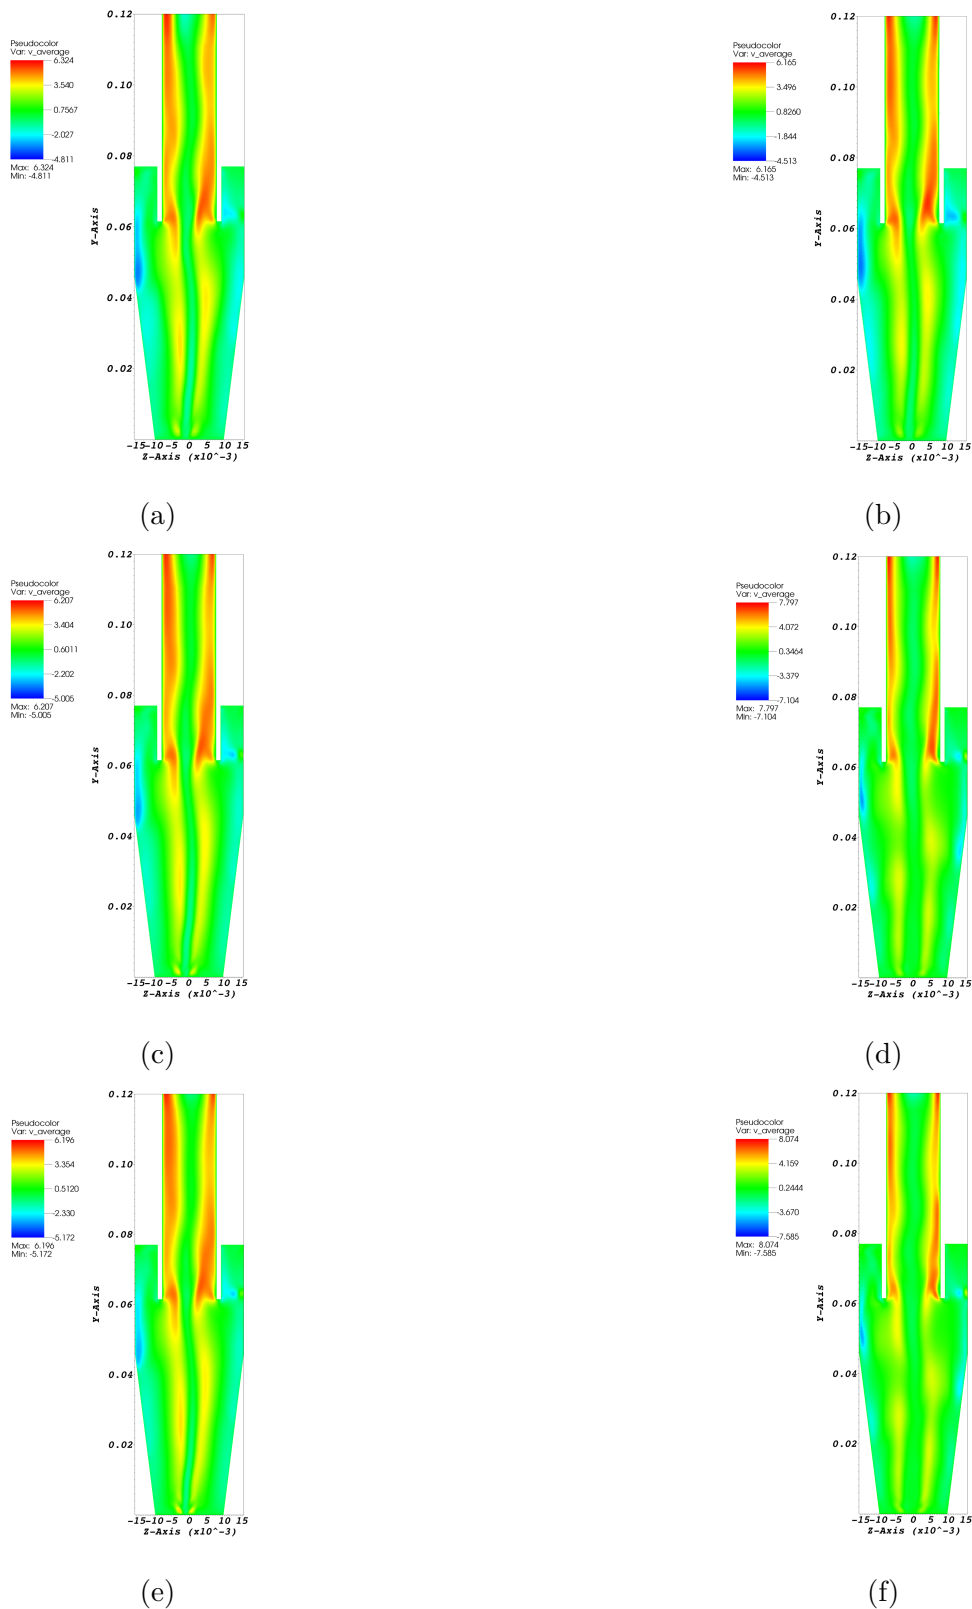 Pseudocolor
Var: v_average
6.324
3.540
0.7567
-2.027
-4.811
Max: 6.324
Min: -4.811
0.12
0.10
0.08
0.06
0.04
0.02
Y-Axis
-15-10-5 0 5 10 15
Z-Axis (x10^-3)
(a)
Pseudocolor
Var: v_average
6.165
3.496
0.8260
-1.844
-4.513
Max: 6.165
Min: -4.513
0.12
0.10
0.08
0.06
0.04
0.02
Y-Axis
-15-10-5 0 5 10 15
Z-Axis (x10^-3)
(b)
Pseudocolor
Var: v_average
6.207
3.404
0.6011
-2.202
-5.005
Max: 6.207
Min: -5.005
0.12
0.10
0.08
0.06
0.04
0.02
Y-Axis
-15-10-5 0 5 10 15
Z-Axis (x10^-3)
(c)
Pseudocolor
Var: v_average
7.797
4.072
0.3464
-3.379
-7.104
Max: 7.797
Min: -7.104
0.12
0.10
0.08
0.06
0.04
0.02
Y-Axis
-15-10-5 0 5 10 15
Z-Axis (x10^-3)
(d)
Pseudocolor
Var: v_average
6.196
3.354
0.5120
-2.330
-5.172
Max: 6.196
Min: -5.172
0.12
0.10
0.08
0.06
0.04
0.02
Y-Axis
-15-10-5 0 5 10 15
Z-Axis (x10^-3)
(e)
Pseudocolor
Var: v_average
8.074
4.159
0.2444
-3.670
-7.585
Max: 8.074
Min: -7.585
0.12
0.10
0.08
0.06
0.04
0.02
Y-Axis
-15-10-5 0 5 10 15
Z-Axis (x10^-3)
(f)